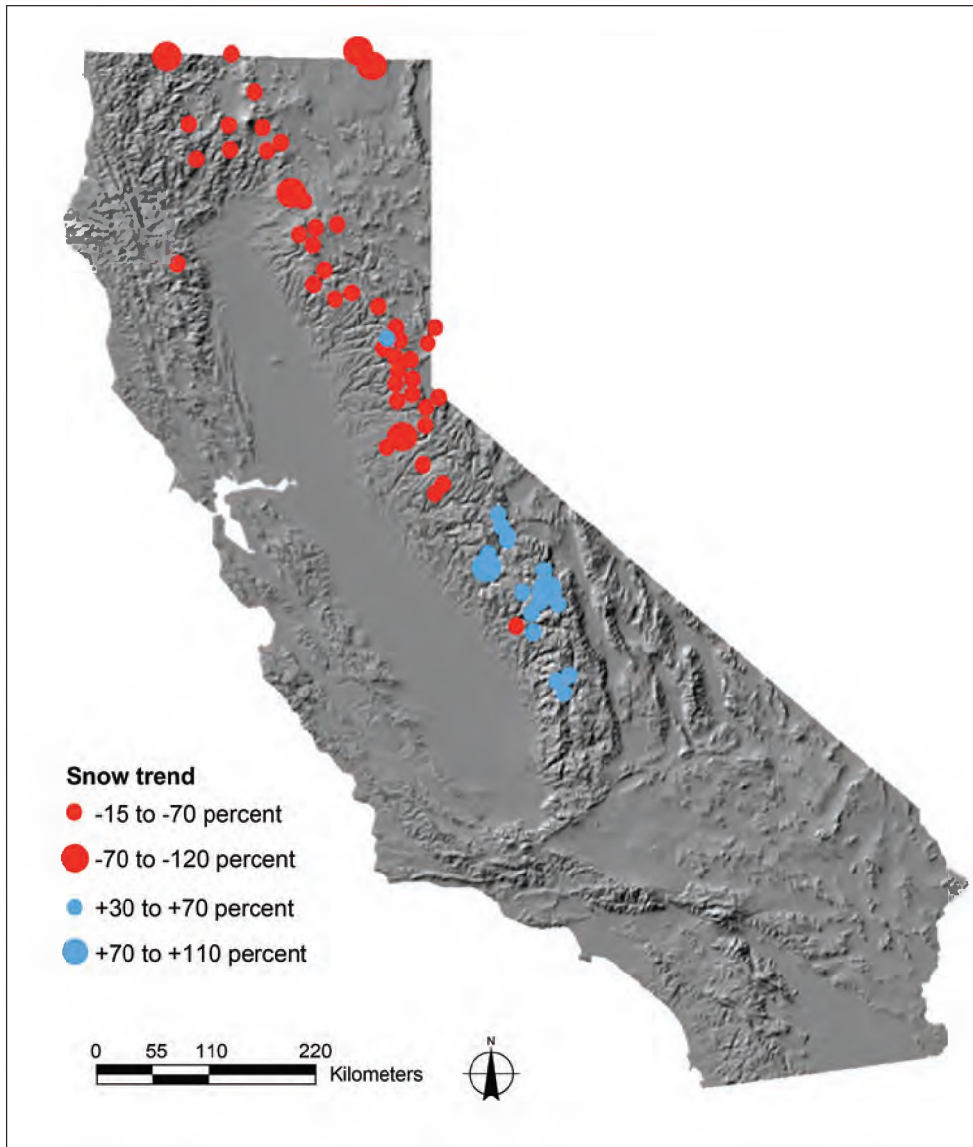 Snow trend
-15 to -70 percent
-70 to -120 percent
+30 to +70 percent
+70 to +110 percent
N
0 55 110 220
Kilometers